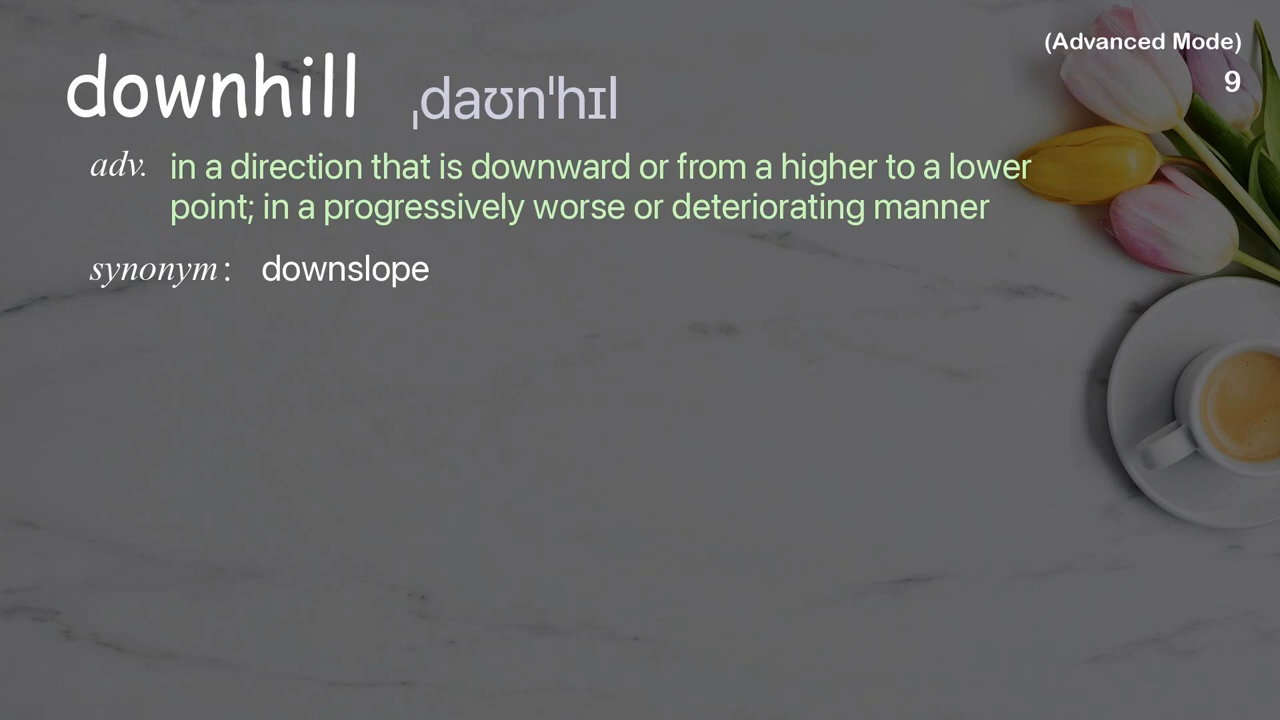 (Advanced Mode)
9
downhill ˌdaʊnˈhɪl
adv. in a direction that is downward or from a higher to a lower
point; in a progressively worse or deteriorating manner
synonym: downslope